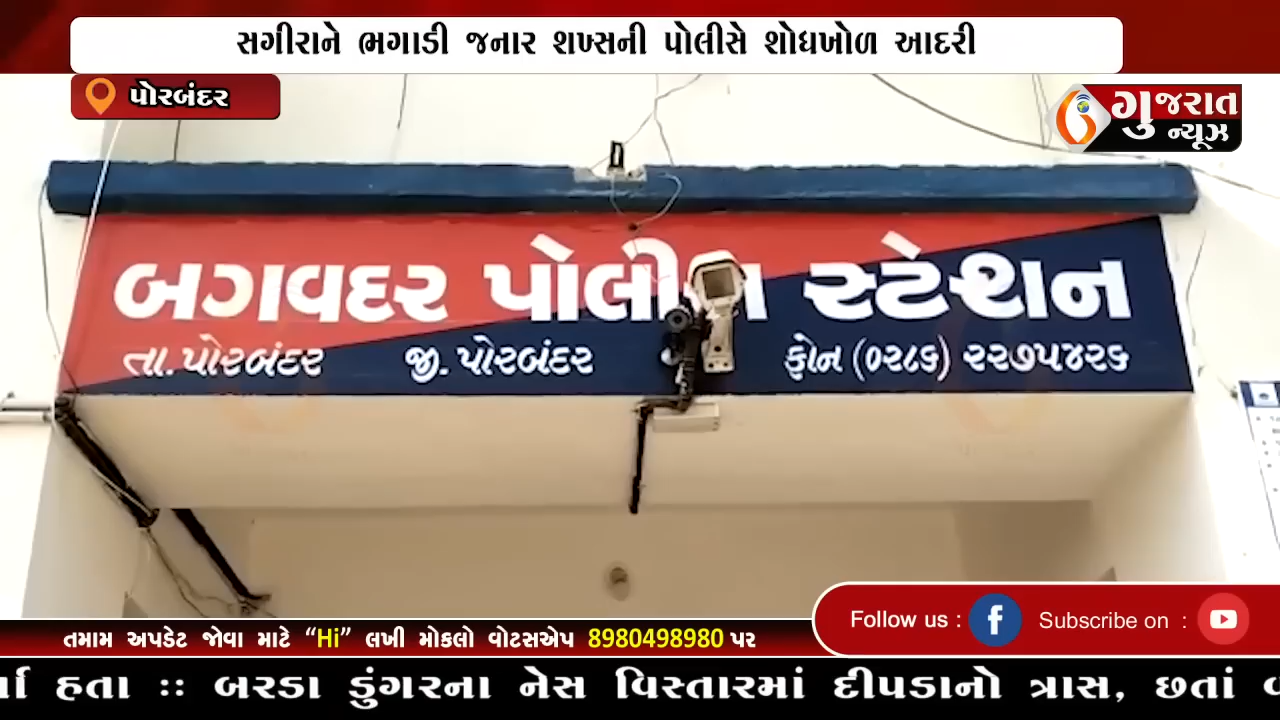 સગીરાને ભગાડી જનાર શખ્સની પોલીસે શોધખોળ આદરી
પોરબંદર
ગુજરાત
ન્યૂઝ
બગવદર પોલીસ સ્ટેશન
તા. પોરબંદર જી. પોરબંદર ફોન (૦૨૮૬) ૨૨૭૫૪૨૬
Follow us : Subscribe on :
તમામ અપડેટ જોવા માટે “Hi” લખી મોકલો વોટસએપ 8980498980 પર
હતા :: બરડા ડુંગરના નેસ વિસ્તારમાં દીપડાનો ત્રાસ, છતાં